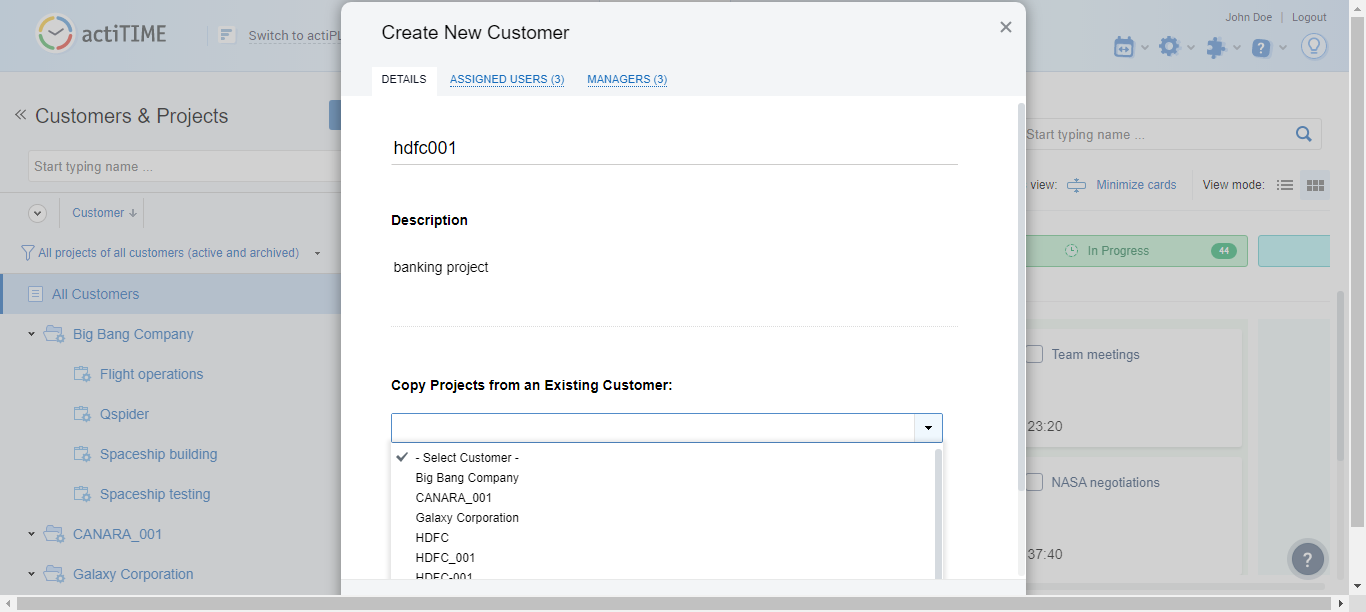 actiTIME
Switch to actiPL
John Doe | Logout
Create New Customer
DETAILS
ASSIGNED USERS (3)
MANAGERS (3)
Customers & Projects
Start typing name ...
Customer
All projects of all customers (active and archived)
All Customers
Big Bang Company
Flight operations
Qspider
Spaceship building
Spaceship testing
CANARA_001
Galaxy Corporation
hdfc001
Description
banking project
Copy Projects from an Existing Customer:
- Select Customer -
Big Bang Company
CANARA_001
Galaxy Corporation
HDFC
HDFC_001
HDFC-001
Start typing name ...
view:
Minimize cards
View mode:
In Progress
44
Team meetings
23:20
NASA negotiations
37:40
?
?